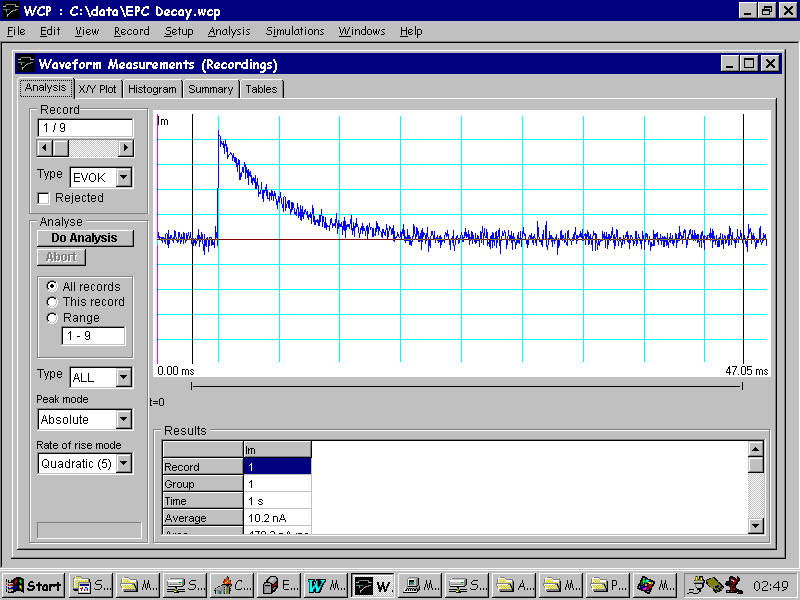 WCP : C:\data\EPC Decay.wcp
File Edit View Record Setup Analysis Simulations Windows Help
Waveform Measurements (Recordings)
Analysis X/Y Plot Histogram Summary Tables
Record
1 / 9
Type EVOK
Rejected
Analyse
Do Analysis
Abort
All records
This record
Range
1 - 9
Type ALL
Peak mode
Absolute
Rate of rise mode
Quadratic (5)
Im
0.00 ms 47.05 ms
t=0
Results
Im
Record 1
Group 1
Time 1 s
Average 10.2 nA
Start S... M... S... C... E... M... W. M... S... A... M... P... M... 02:49